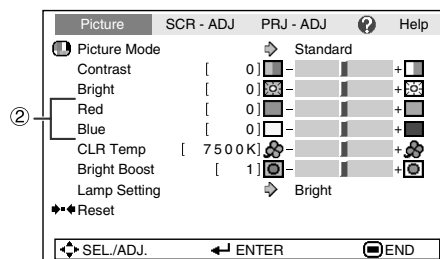 Picture SCR - ADJ PRJ - ADJ ? Help
Picture Mode Standard
Contrast [ 0] - +
Bright [ 0] - +
② Red [ 0] - +
Blue [ 0] - +
CLR Temp [ 7500K] - +
Bright Boost [ 1] - +
Lamp Setting Bright
Reset
SEL./ADJ. ENTER END